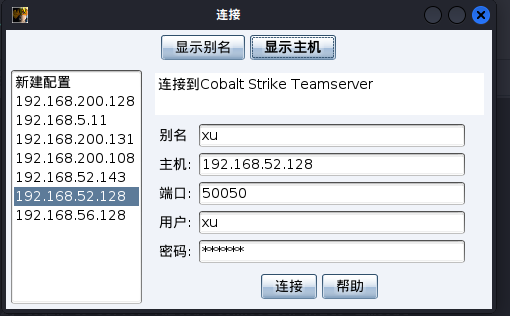 连接
显示别名 显示主机
新建配置
192.168.200.128
192.168.5.11
192.168.200.131
192.168.200.108
192.168.52.143
192.168.52.128
192.168.56.128
连接到Cobalt Strike Teamserver
别名 xu
主机: 192.168.52.128
端口: 50050
用户: xu
密码: ******
连接 帮助